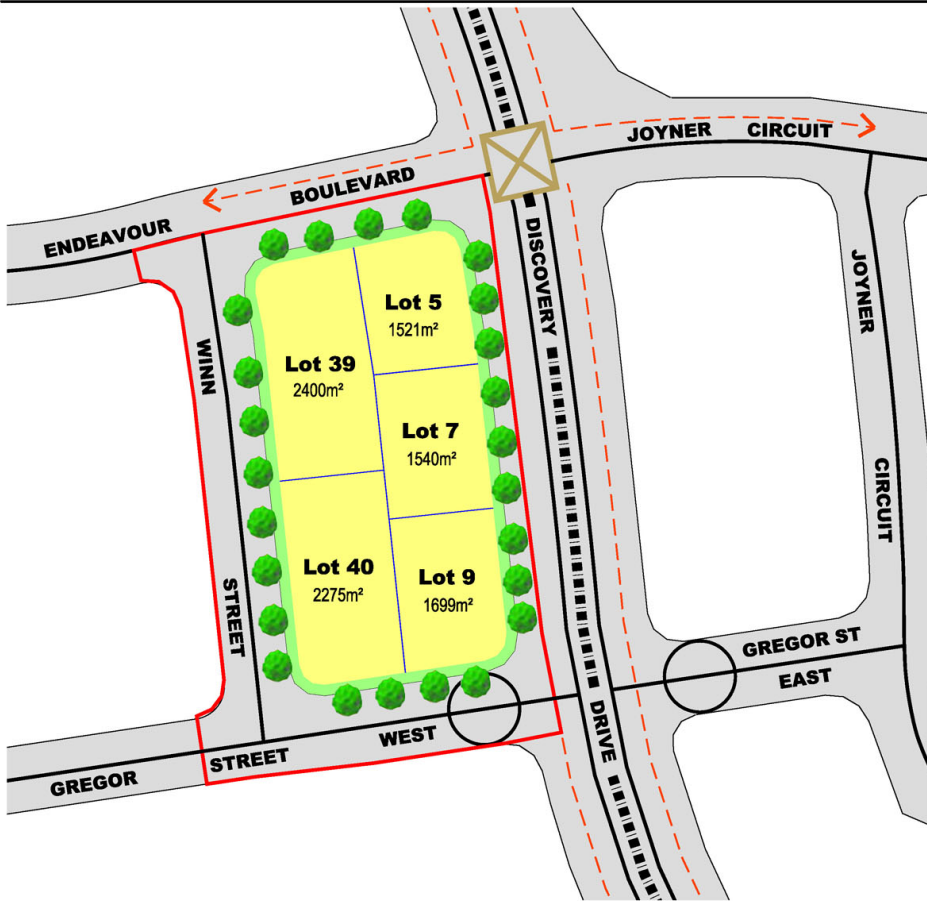 JOYNER CIRCUIT
BOULEVARD
ENDEAVOUR
DISCOVERY
JOYNER
Lot 5
1521m²
WINN
Lot 39
2400m²
Lot 7
1540m²
CIRCUIT
Lot 40
2275m²
Lot 9
1699m²
STREET
GREGOR ST
EAST
DRIVE
WEST
STREET
GREGOR